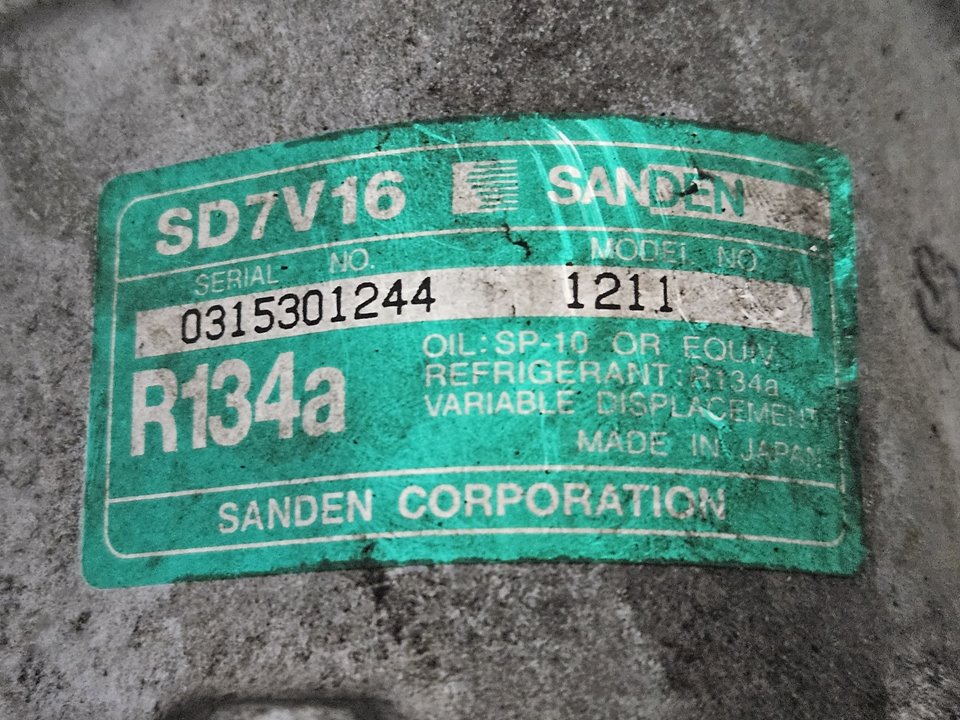 SD7V16 SANDEN
SERIAL NO. MODEL NO.
0315301244 1211
R134a
OIL: SP-10 OR EQUIV.
REFRIGERANT: R134a
VARIABLE DISPLACEMENT
MADE IN JAPAN
SANDEN CORPORATION